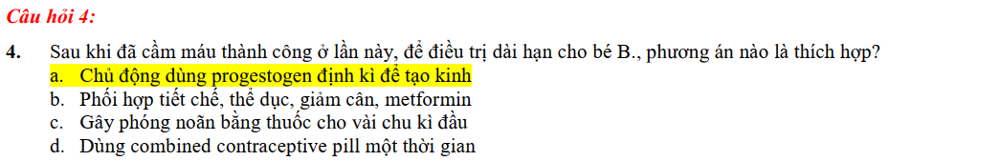 Câu hỏi 4:
4. Sau khi đã cầm máu thành công ở lần này, để điều trị dài hạn cho bé B., phương án nào là thích hợp?
a. Chủ động dùng progestogen định kì để tạo kinh
b. Phối hợp tiết chế, thể dục, giảm cân, metformin
c. Gây phóng noãn bằng thuốc cho vài chu kì đầu
d. Dùng combined contraceptive pill một thời gian